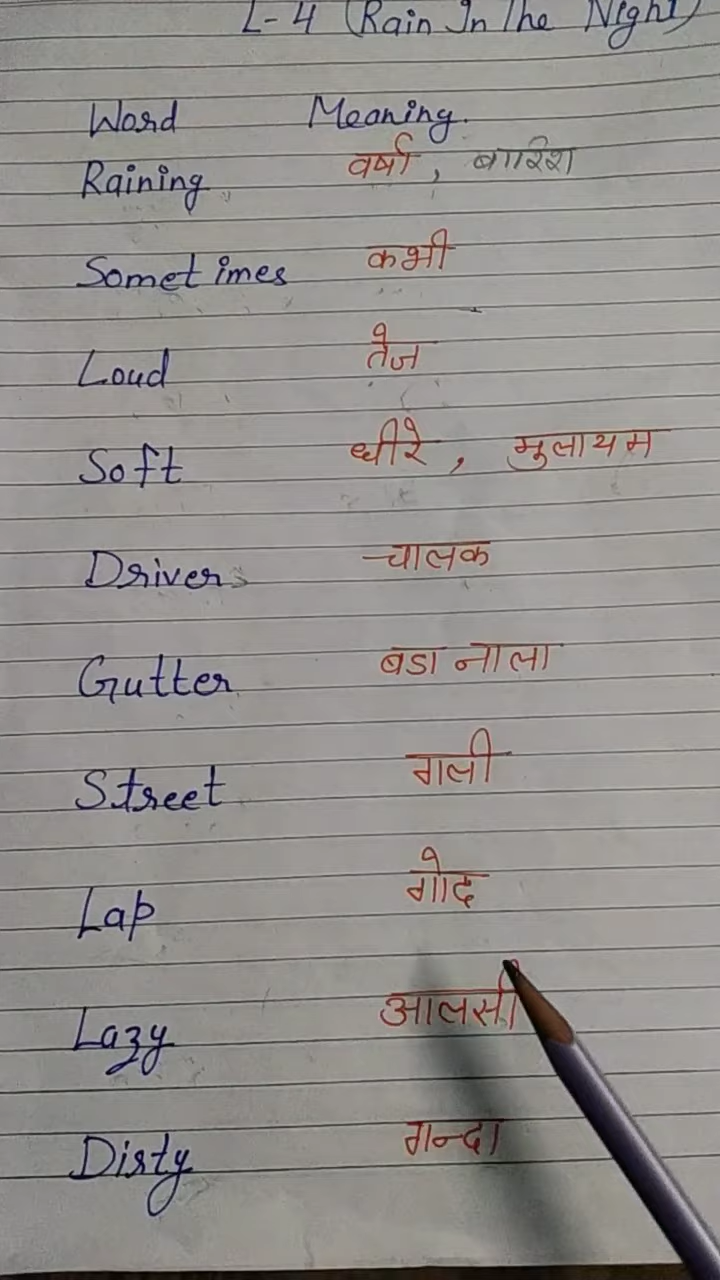 L-4 (Rain In The Night)
Word Meaning.
Raining वर्षा, बारिश
Sometimes कभी
Loud तेज
Soft धीरे, मुलायम
Driver चालक
Gutter बडा नाला
Street गली
Lap गोद
Lazy आलसी
Dirty गन्दा